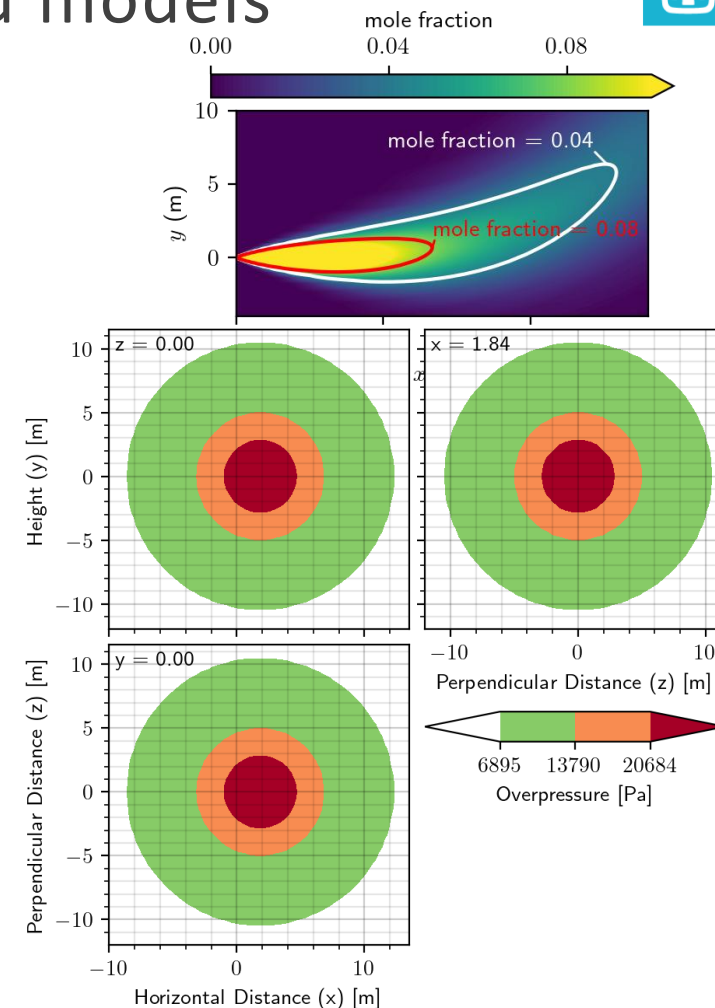 models
mole fraction
0.00 0.04 0.08
10
5
0
y (m)
mole fraction = 0.04
mole fraction = 0.08
x
z = 0.00
10
5
0
−5
−10
Height (y) [m]
x = 1.84
−10 0 10
Perpendicular Distance (z) [m]
y = 0.00
10
5
0
−5
−10
Perpendicular Distance (z) [m]
−10 0 10
Horizontal Distance (x) [m]
6895 13790 20684
Overpressure [Pa]